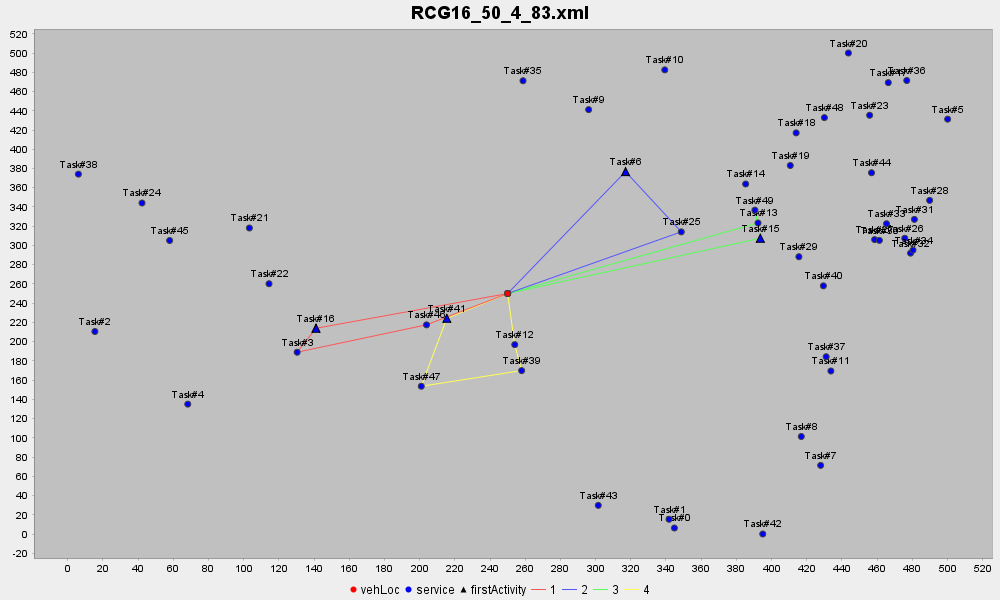 RCG16_50_4_83.xml
520
500
480
460
440
420
400
380
360
340
320
300
280
260
240
220
200
180
160
140
120
100
80
60
40
20
0
-20
Task#20
Task#10
Task#35
Task#36
Task#9
Task#48
Task#23
Task#5
Task#18
Task#6
Task#38
Task#19
Task#14
Task#44
Task#24
Task#28
Task#49
Task#21
Task#13
Task#33
Task#31
Task#45
Task#25
Task#15
Task#26
Task#29
Task#32
Task#22
Task#40
Task#2
Task#16
Task#41
Task#3
Task#12
Task#37
Task#47
Task#39
Task#11
Task#4
Task#8
Task#7
Task#43
Task#1
Task#0
Task#42
0 20 40 60 80 100 120 140 160 180 200 220 240 260 280 300 320 340 360 380 400 420 440 460 480 500 520
vehLoc service firstActivity 1 2 3 4